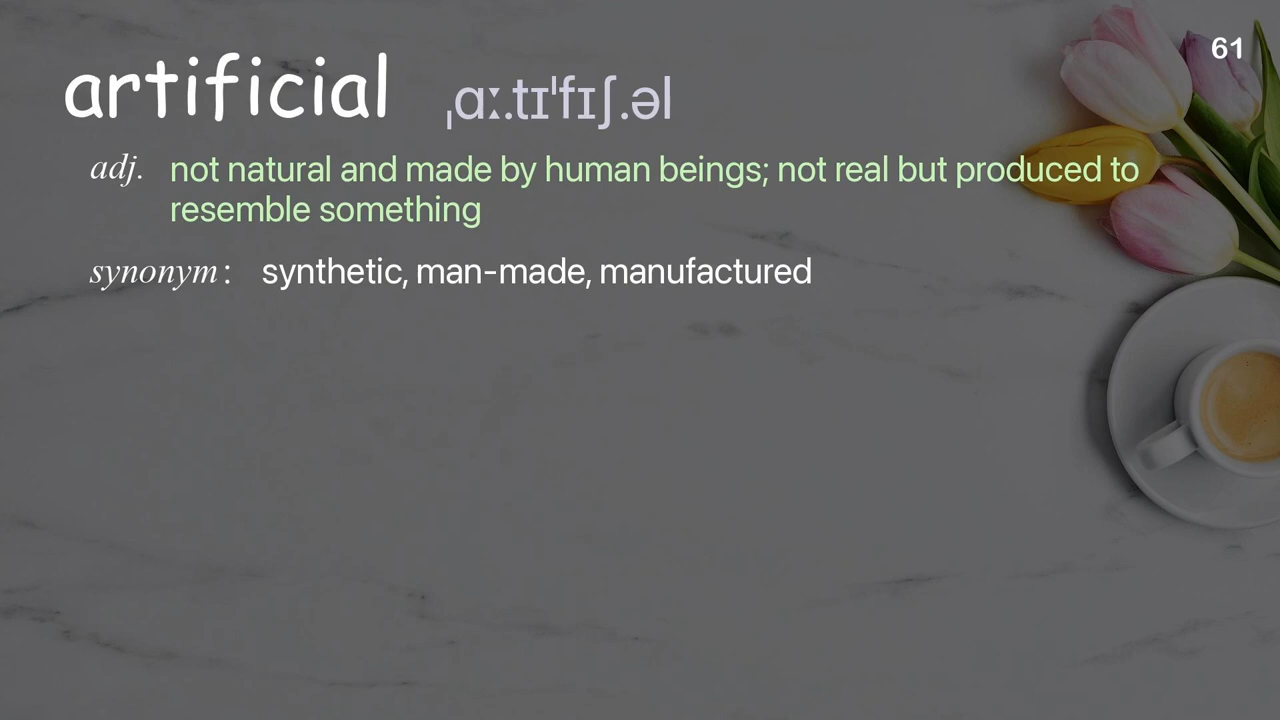 61
artificial ˌɑː.tɪˈfɪʃ.əl
adj. not natural and made by human beings; not real but produced to
resemble something
synonym : synthetic, man-made, manufactured